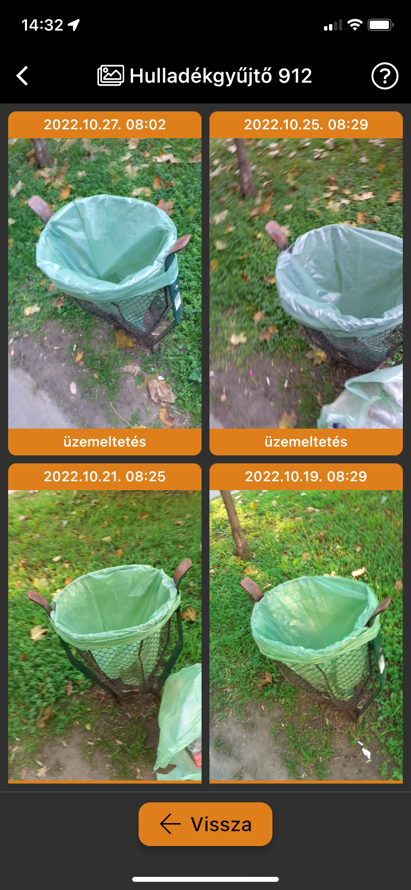 14:32
Hulladékgyűjtő 912
2022.10.27. 08:02
2022.10.25. 08:29
üzemeltetés
üzemeltetés
2022.10.21. 08:25
2022.10.19. 08:29
Vissza